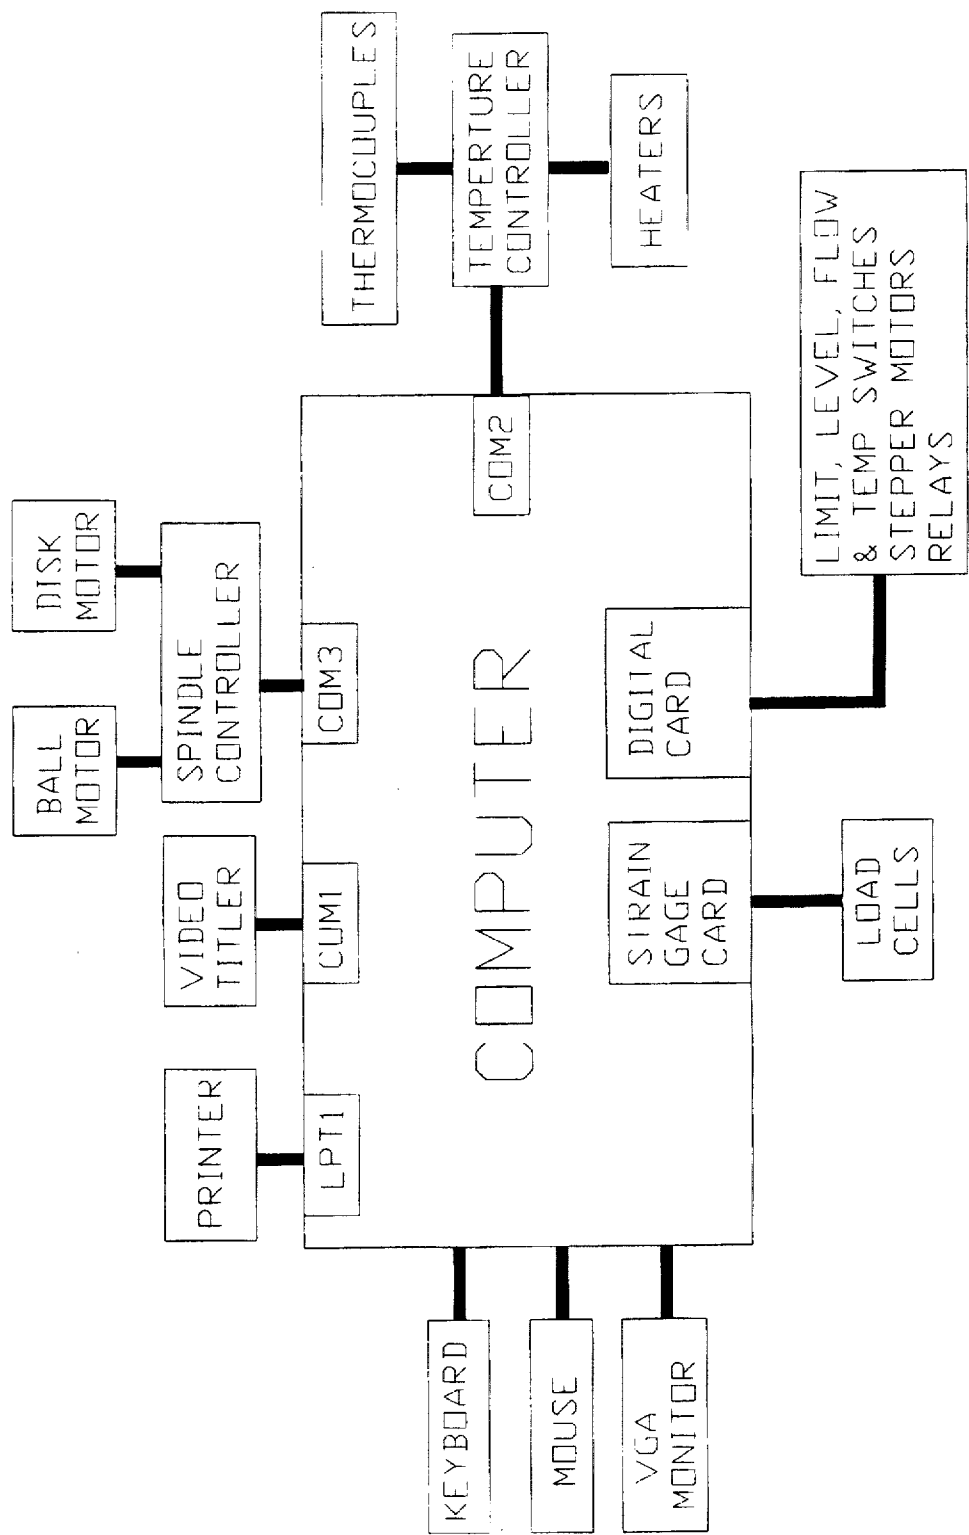 DISK
MOTOR
BALL
MOTOR
SPINDLE
CONTROLLER
VIDEO
TITLER
PRINTER
THERMOCOUPLES
TEMPERTURE
CONTROLLER
HEATERS
LPT1
CUM1
COM3
COM2
COMPUTER
KEYBOARD
MOUSE
VGA
MONITOR
STRAIN
GAGE
CARD
DIGITAL
CARD
LOAD
CELLS
LIMIT, LEVEL, FLOW
& TEMP SWITCHES
STEPPER MOTORS
RELAYS